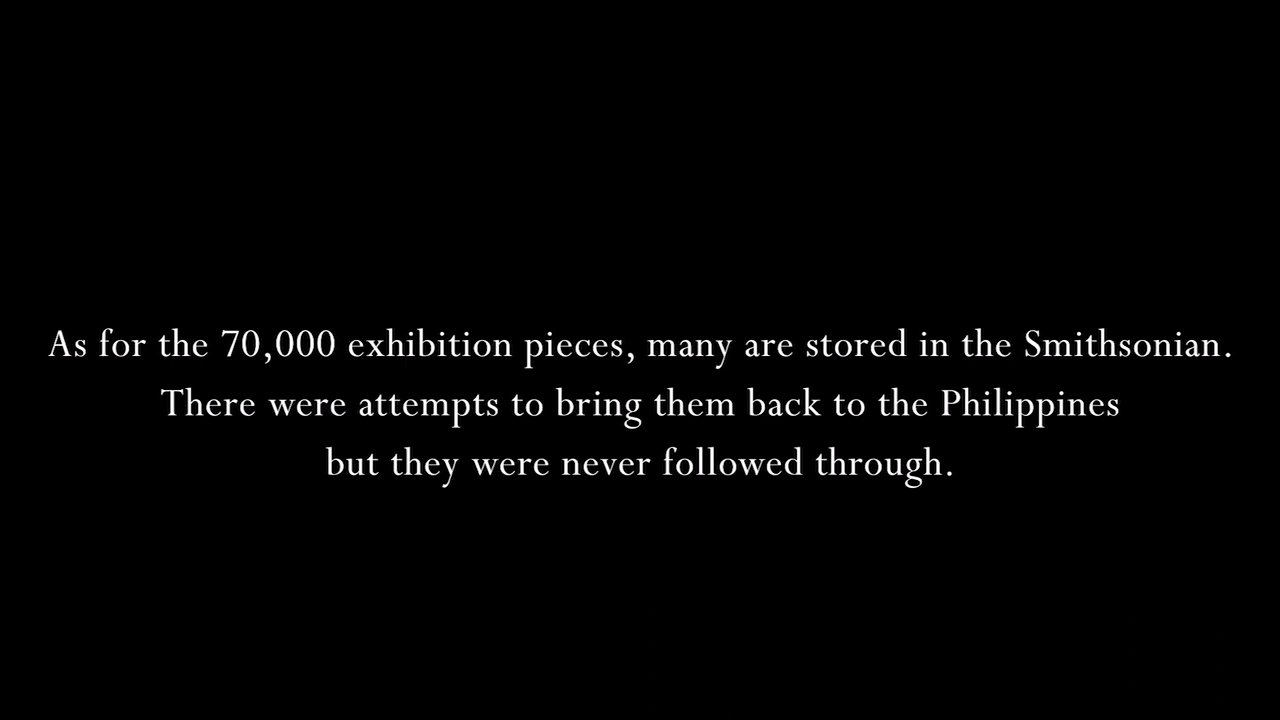 As for the 70,000 exhibition pieces, many are stored in the Smithsonian.
There were attempts to bring them back to the Philippines
but they were never followed through.